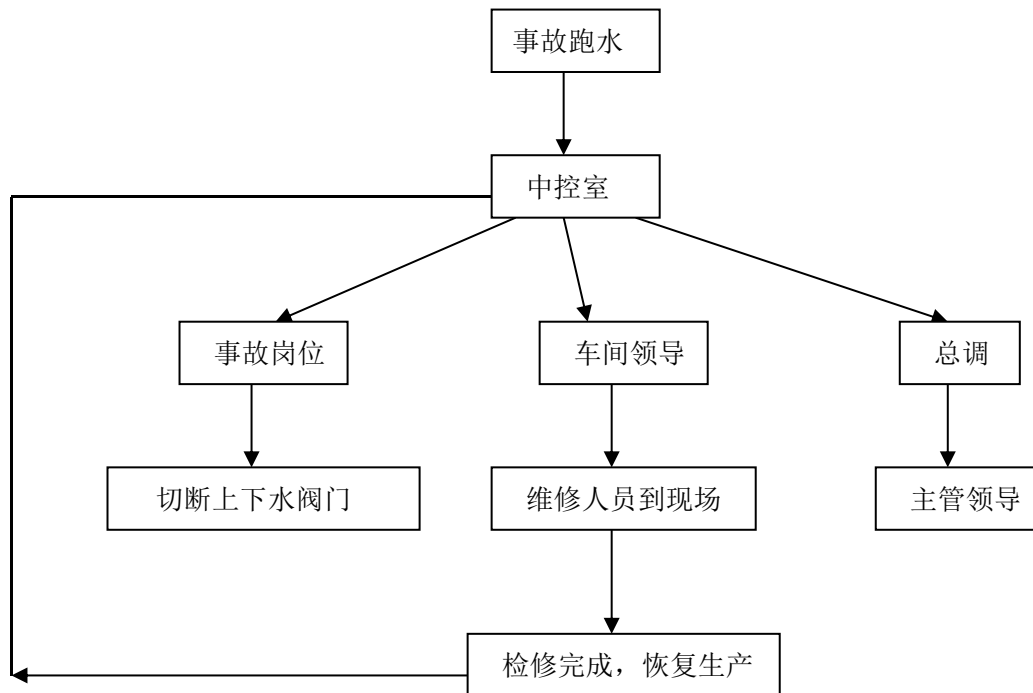 事故跑水
中控室
事故岗位
车间领导
总调
切断上下水阀门
维修人员到现场
主管领导
检修完成，恢复生产